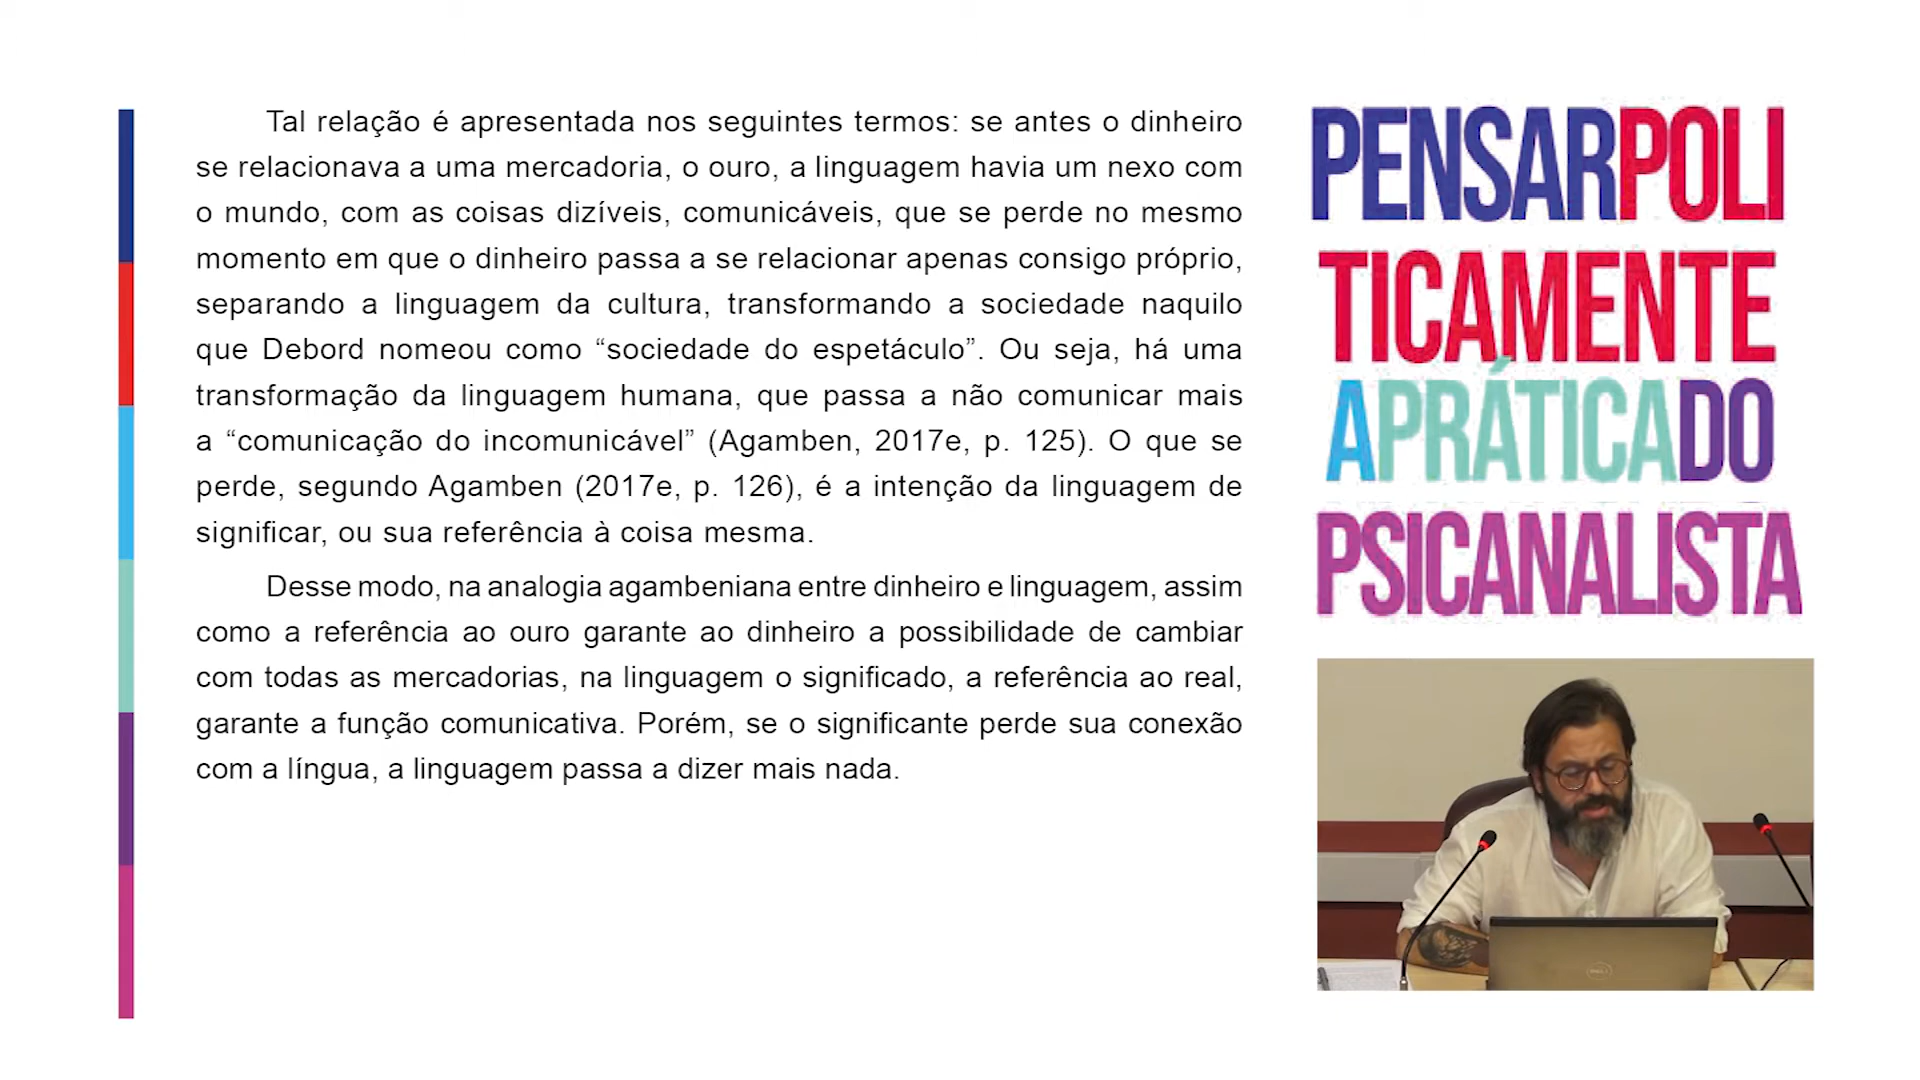 Tal relação é apresentada nos seguintes termos: se antes o dinheiro
se relacionava a uma mercadoria, o ouro, a linguagem havia um nexo com
o mundo, com as coisas dizíveis, comunicáveis, que se perde no mesmo
momento em que o dinheiro passa a se relacionar apenas consigo próprio,
separando a linguagem da cultura, transformando a sociedade naquilo
que Debord nomeou como “sociedade do espetáculo”. Ou seja, há uma
transformação da linguagem humana, que passa a não comunicar mais
a “comunicação do incomunicável” (Agamben, 2017e, p. 125). O que se
perde, segundo Agamben (2017e, p. 126), é a intenção da linguagem de
significar, ou sua referência à coisa mesma.
Desse modo, na analogia agambeniana entre dinheiro e linguagem, assim
como a referência ao ouro garante ao dinheiro a possibilidade de cambiar
com todas as mercadorias, na linguagem o significado, a referência ao real,
garante a função comunicativa. Porém, se o significante perde sua conexão
com a língua, a linguagem passa a dizer mais nada.
PENSARPOLI
TICAMENTE
APRÁTICADO
PSICANALISTA
DELL